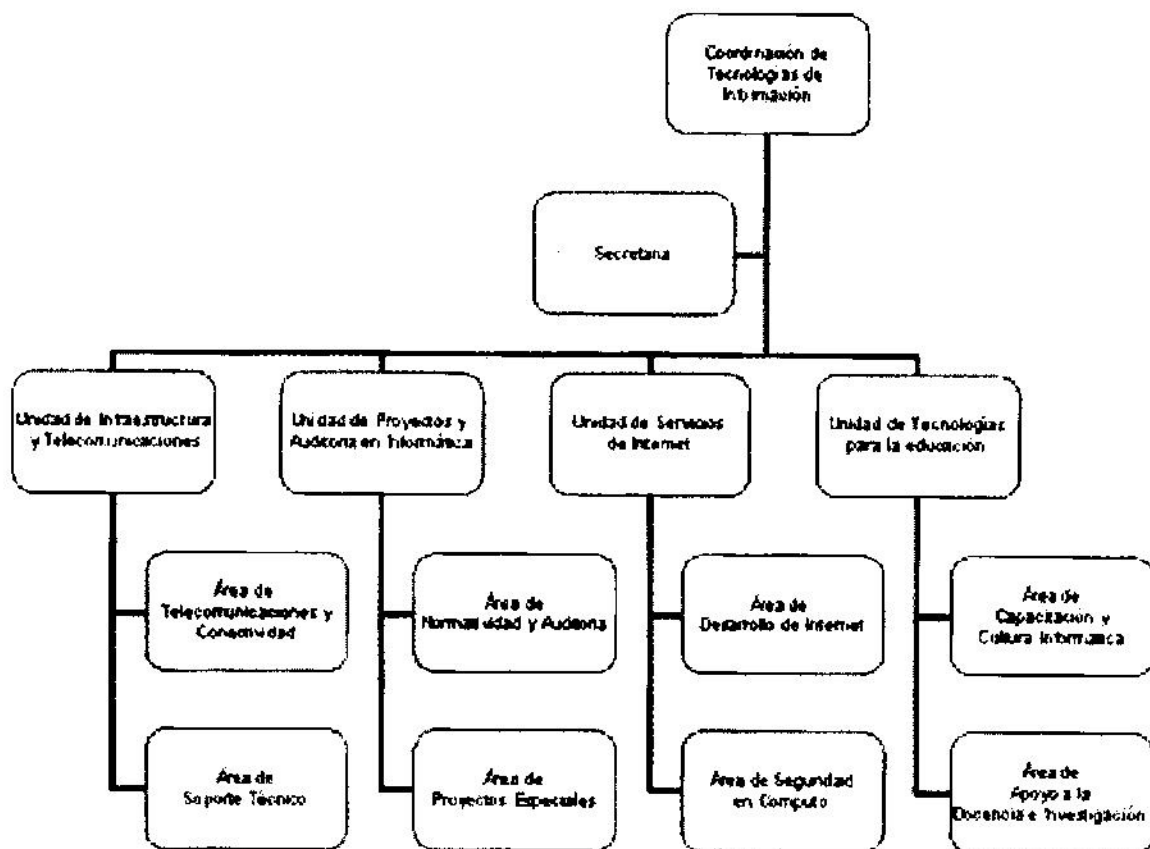 Coordinación de
Tecnologías de
Información
Secretaria
Unidad de Infraestructura
y Telecomunicaciones
Unidad de Proyectos y
Auditoria en Informática
Unidad de Servicios
de Internet
Unidad de Tecnologías
para la educación
Área de
Telecomunicaciones y
Conectividad
Área de
Normatividad y Auditoria
Área de
Desarrollo de Internet
Área de
Capacitación y
Cultura Informática
Área de
Soporte Técnico
Área de
Proyectos Especiales
Área de Seguridad
en Computo
Área de
Apoyo a la
Docencia e Investigación